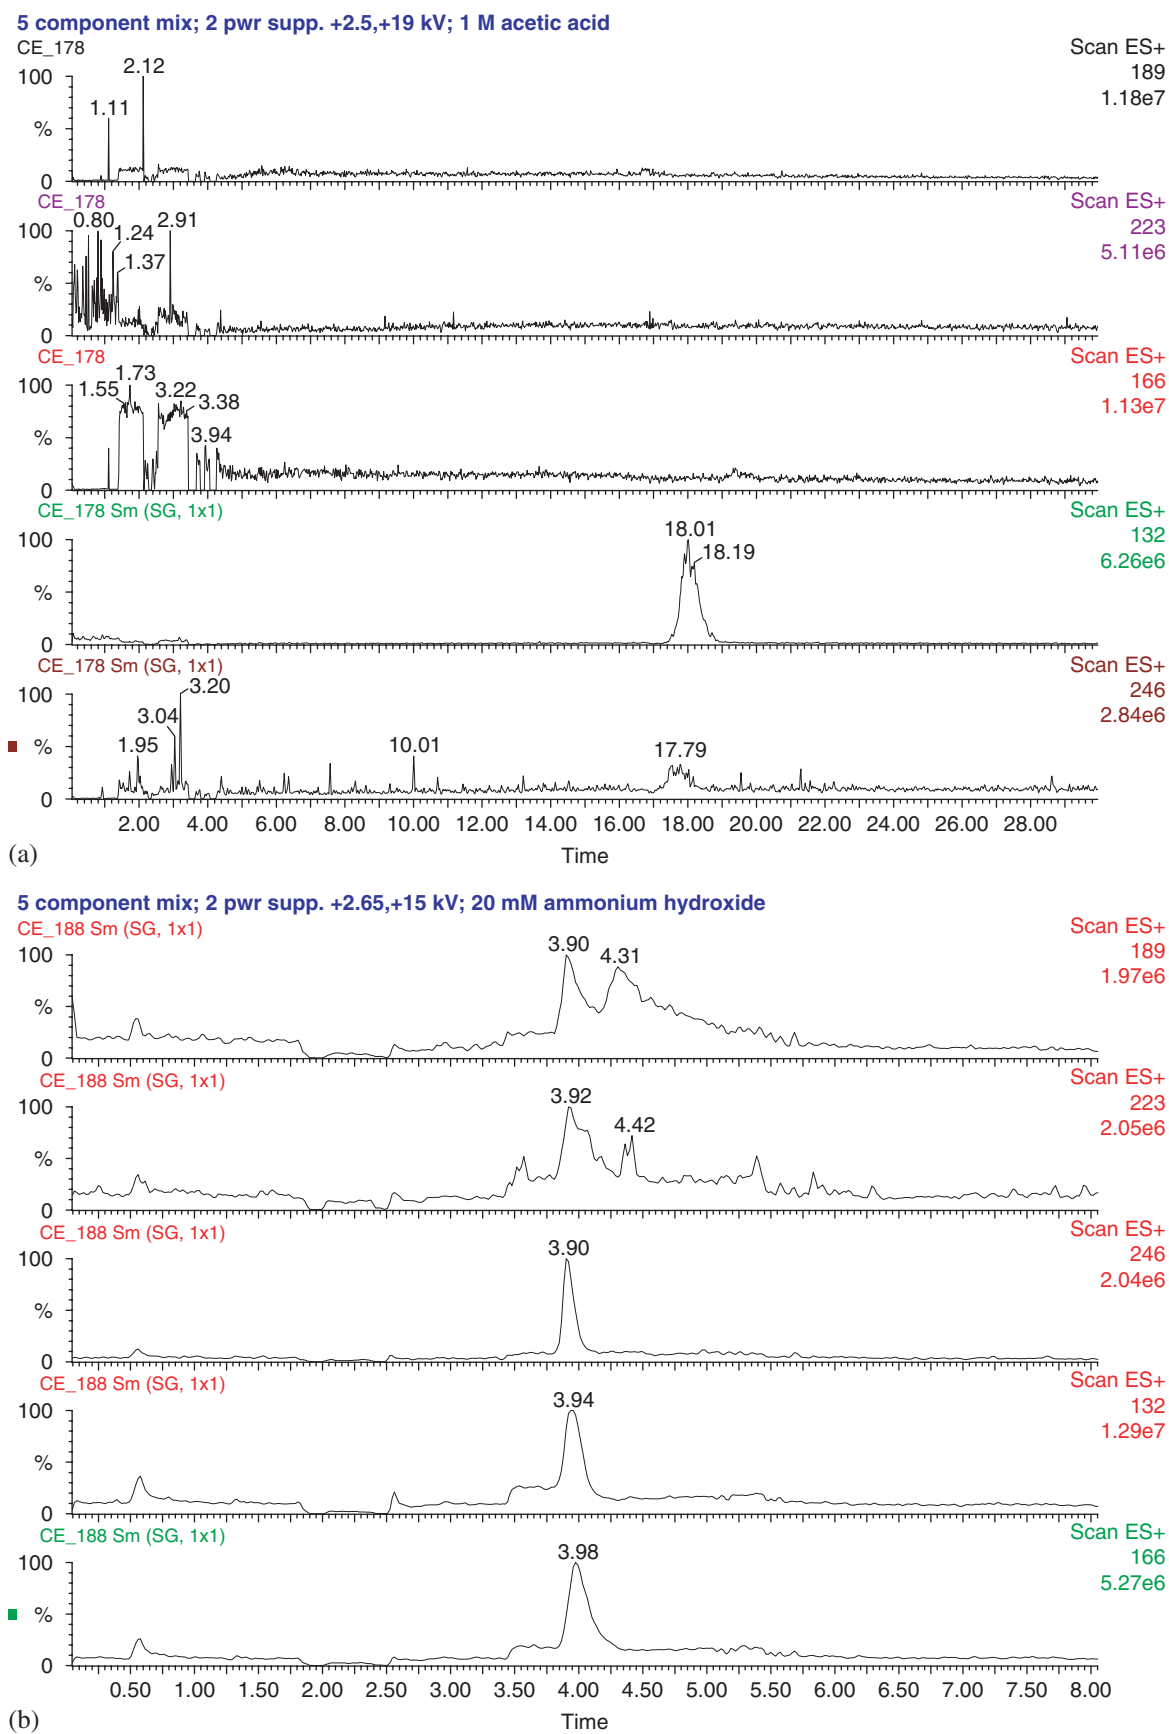 5 component mix; 2 pwr supp. +2.5,+19 kV; 1 M acetic acid
CE_178
Scan ES+
189
1.18e7
100
%
0
1.11
2.12
CE_178
Scan ES+
223
5.11e6
100
%
0
0.80
1.24
1.37
2.91
CE_178
Scan ES+
166
1.13e7
100
%
0
1.55
1.73
3.22
3.38
3.94
CE_178 Sm (SG, 1x1)
Scan ES+
132
6.26e6
100
%
0
18.01
18.19
CE_178 Sm (SG, 1x1)
Scan ES+
246
2.84e6
100
%
0
1.95
3.04
3.20
10.01
17.79
2.00 4.00 6.00 8.00 10.00 12.00 14.00 16.00 18.00 20.00 22.00 24.00 26.00 28.00
Time
(a)
5 component mix; 2 pwr supp. +2.65,+15 kV; 20 mM ammonium hydroxide
CE_188 Sm (SG, 1x1)
Scan ES+
189
1.97e6
100
%
0
3.90
4.31
CE_188 Sm (SG, 1x1)
Scan ES+
223
2.05e6
100
%
0
3.92
4.42
CE_188 Sm (SG, 1x1)
Scan ES+
246
2.04e6
100
%
0
3.90
CE_188 Sm (SG, 1x1)
Scan ES+
132
1.29e7
100
%
0
3.94
CE_188 Sm (SG, 1x1)
Scan ES+
166
5.27e6
100
%
0
3.98
0.50 1.00 1.50 2.00 2.50 3.00 3.50 4.00 4.50 5.00 5.50 6.00 6.50 7.00 7.50 8.00
Time
(b)